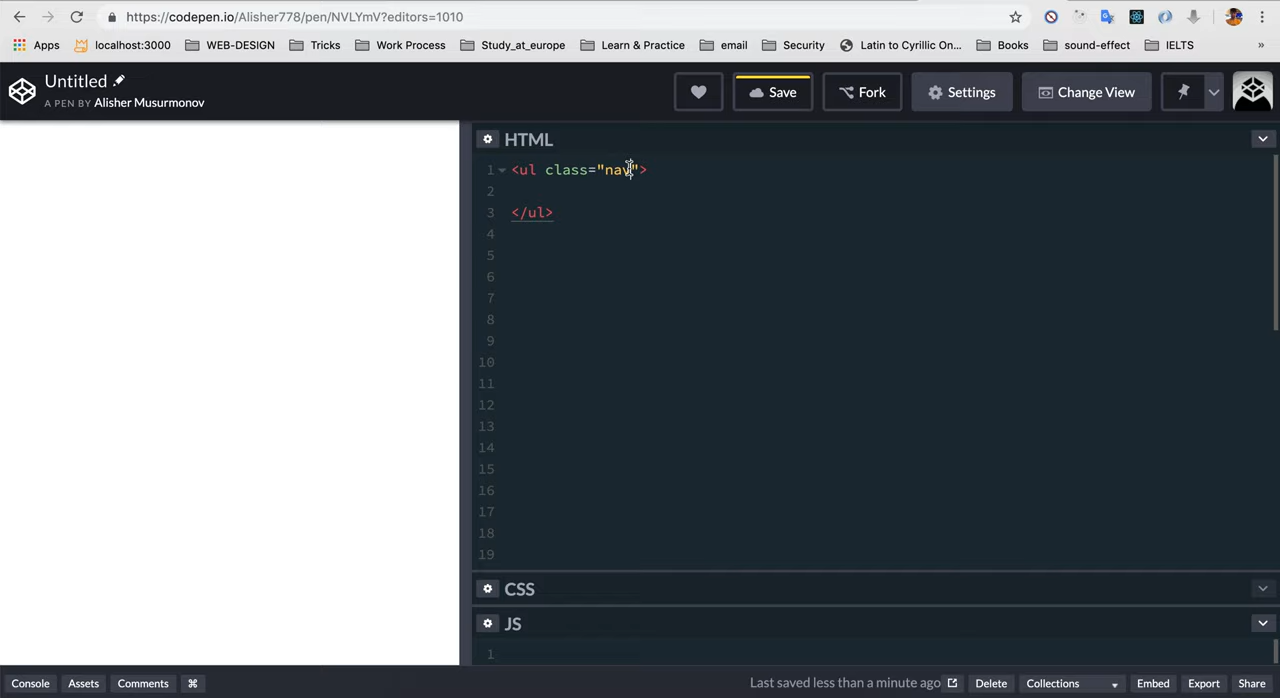 https://codepen.io/Alisher778/pen/NVLYmV?editors=1010
Apps localhost:3000 WEB-DESIGN Tricks Work Process Study_at_europe Learn & Practice email Security Latin to Cyrillic On... Books sound-effect IELTS »
Untitled
A PEN BY Alisher Musurmonov
Save Fork Settings Change View
HTML
1 <ul class="nav">
2
3 </ul>
4
5
6
7
8
9
10
11
12
13
14
15
16
17
18
19
CSS
JS
1
Console Assets Comments ⌘ Last saved less than a minute ago Delete Collections Embed Export Share